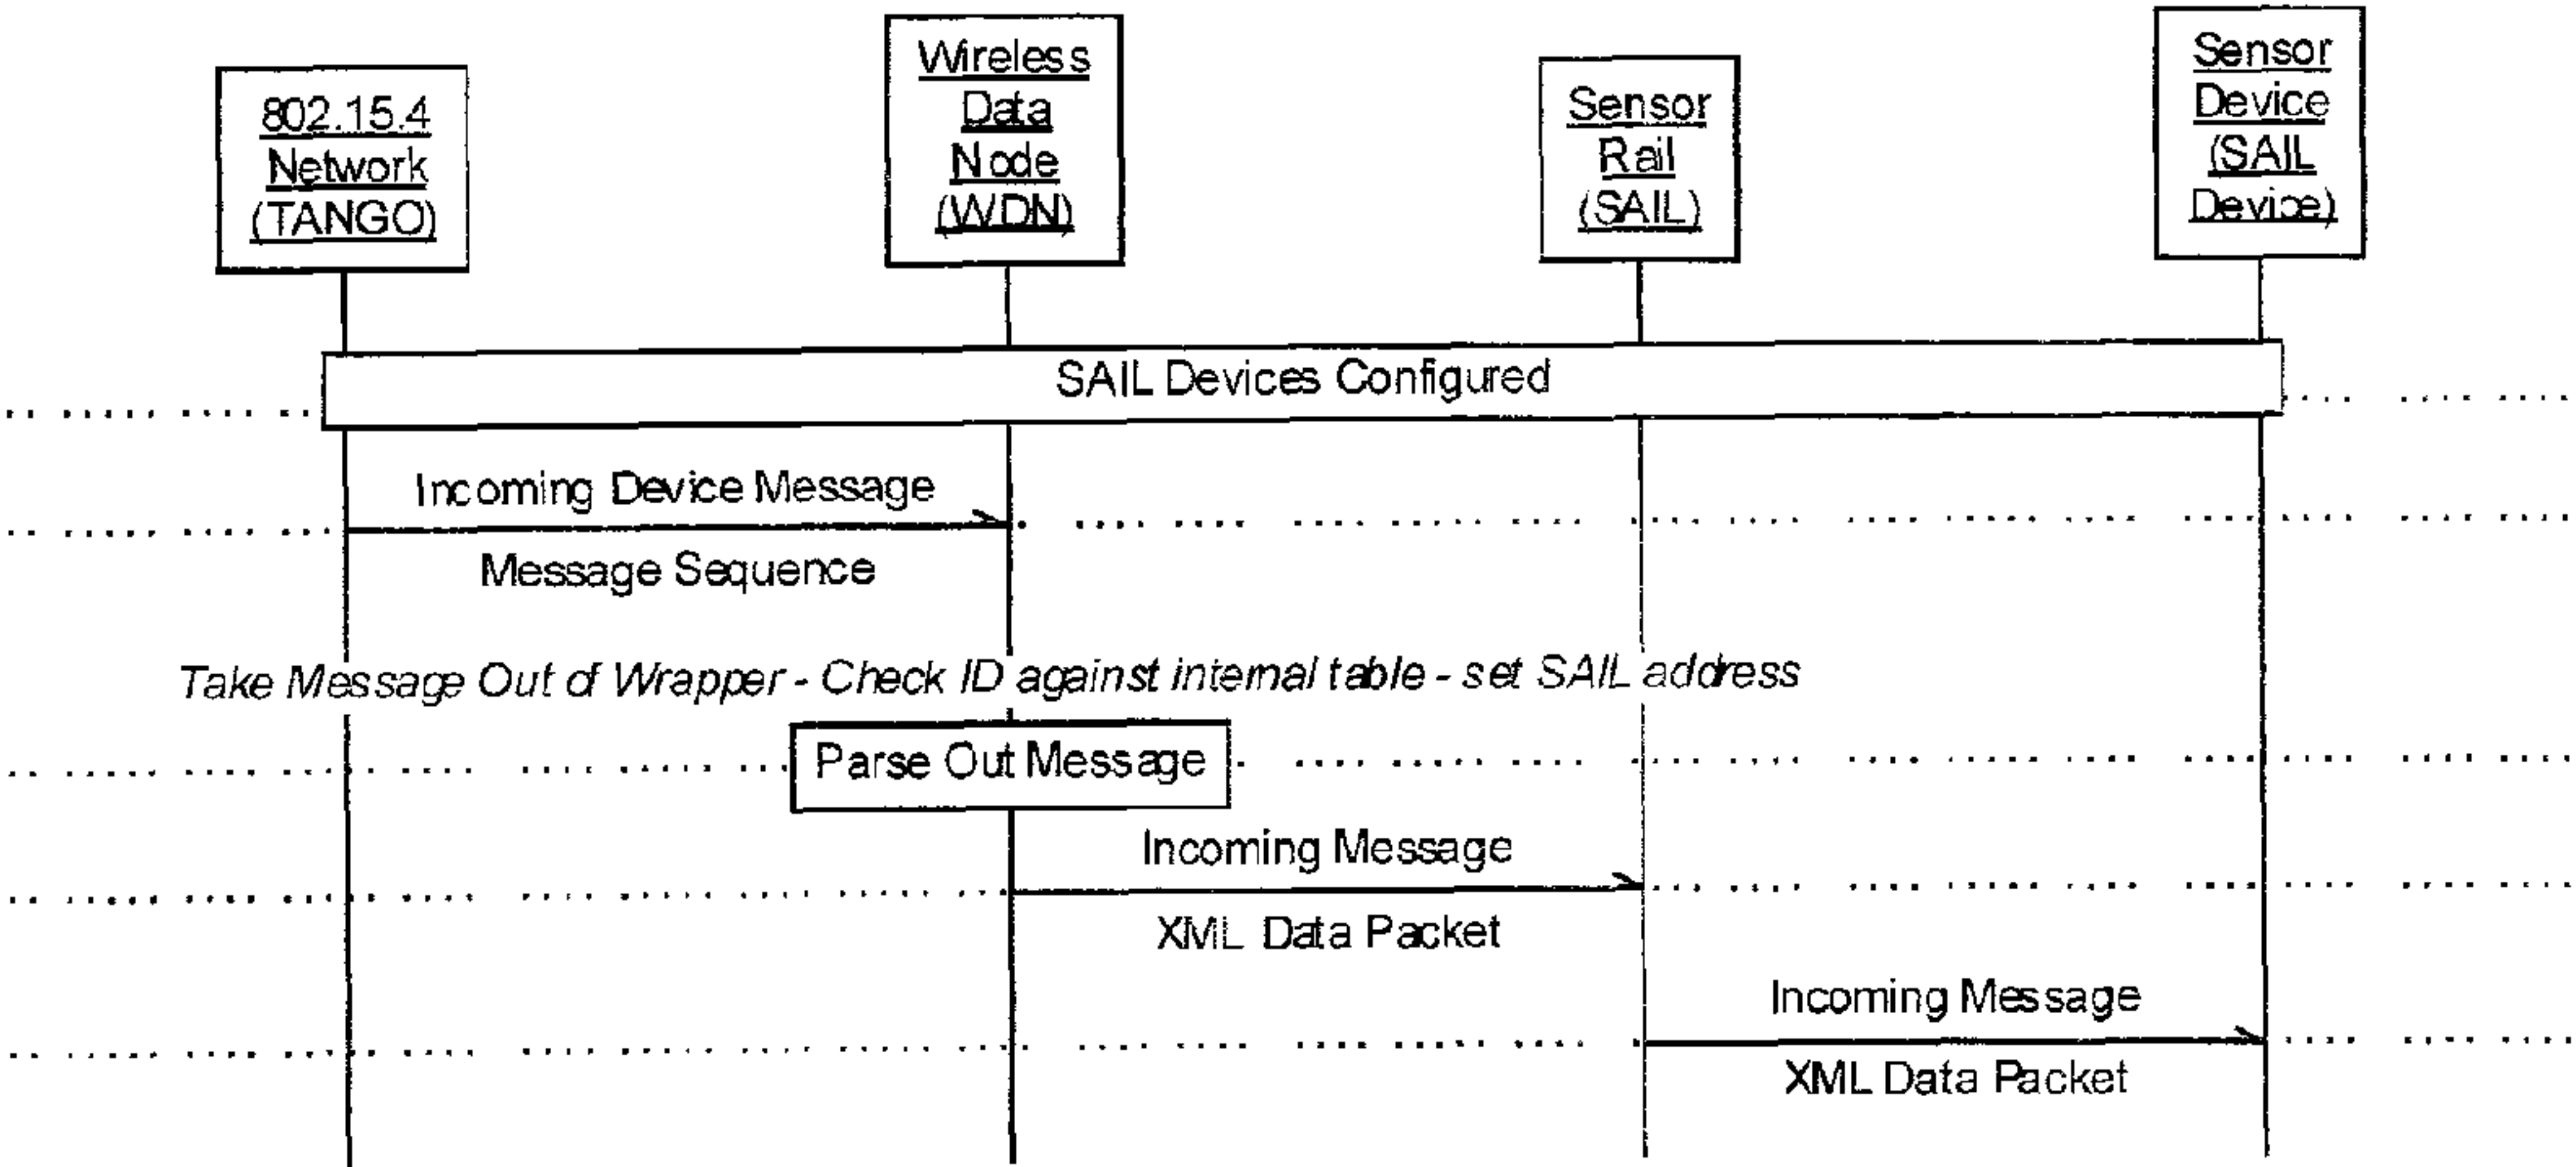 802.15.4
Network
(TANGO)
Wireless
Data
Node
(WDN)
Sensor
Rail
(SAIL)
Sensor
Device
(SAIL
Device)
SAIL Devices Configured
Incoming Device Message
Message Sequence
Take Message Out of Wrapper - Check ID against internal table - set SAIL address
Parse Out Message
Incoming Message
XML Data Packet
Incoming Message
XML Data Packet